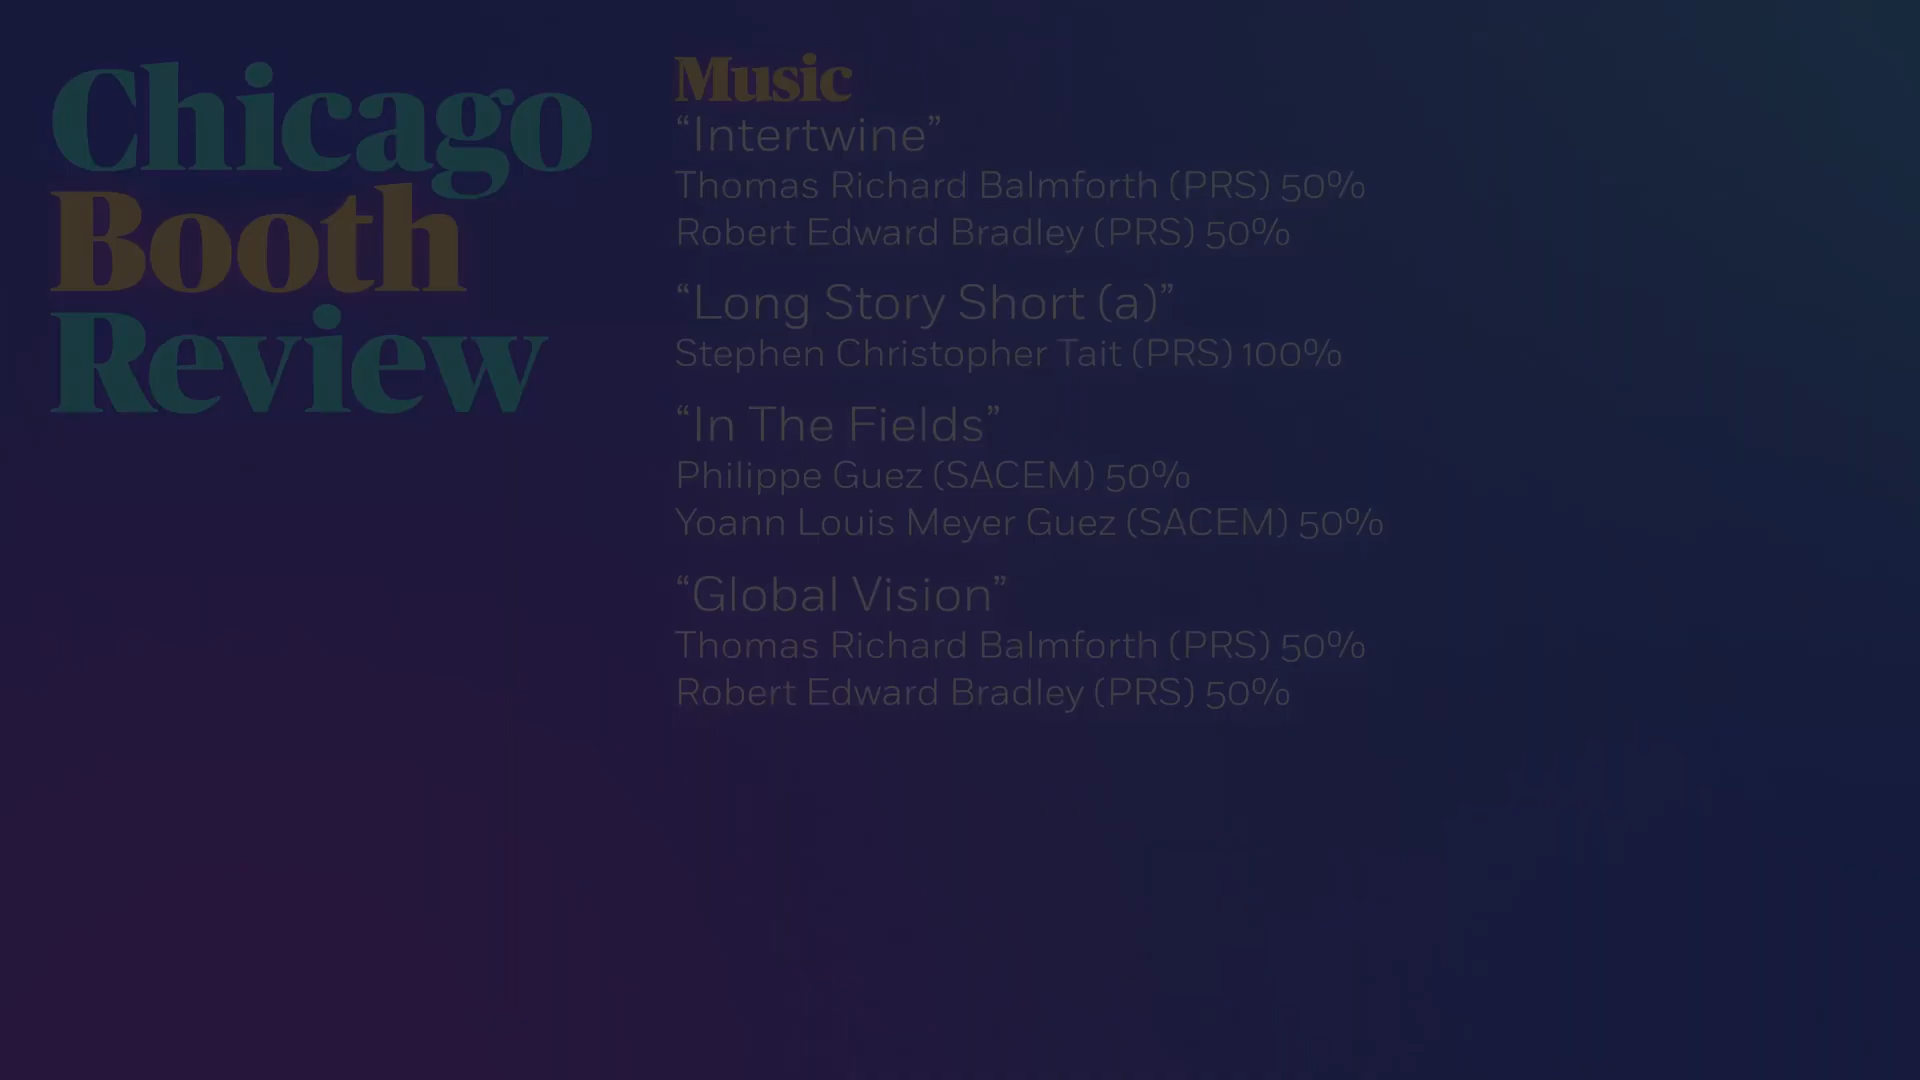 Chicago
Booth
Review
Music
“Intertwine”
Thomas Richard Balmforth (PRS) 50%
Robert Edward Bradley (PRS) 50%
“Long Story Short (a)”
Stephen Christopher Tait (PRS) 100%
“In The Fields”
Philippe Guez (SACEM) 50%
Yoann Louis Meyer Guez (SACEM) 50%
“Global Vision”
Thomas Richard Balmforth (PRS) 50%
Robert Edward Bradley (PRS) 50%